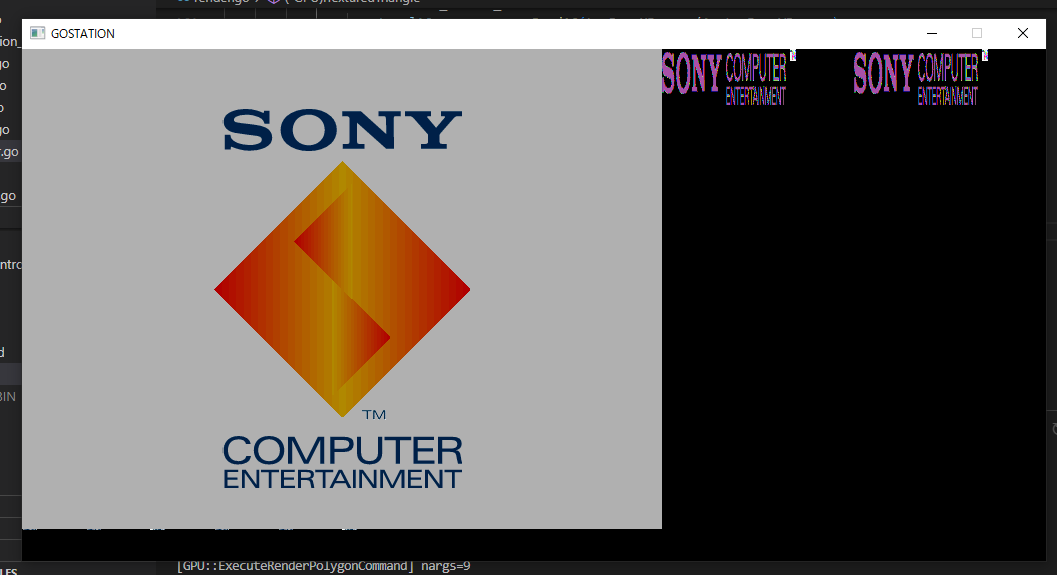 GOSTATION
SONY
TM
COMPUTER
ENTERTAINMENT
SONY COMPUTER
ENTERTAINMENT
SONY COMPUTER
ENTERTAINMENT
ion_
go
go
.go
go
ntro
d
BIN
LES
[GPU::ExecuteRenderPolygonCommand] nargs=9